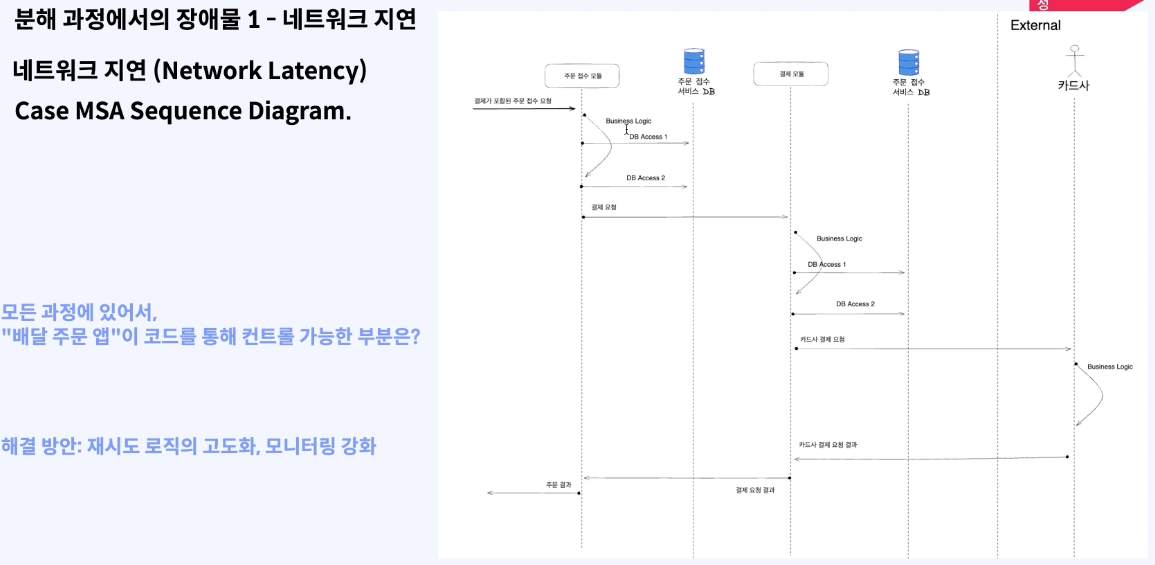 분해 과정에서의 장애물 1 - 네트워크 지연
네트워크 지연 (Network Latency)
Case MSA Sequence Diagram.
모든 과정에 있어서,
"배달 주문 앱"이 코드를 통해 컨트롤 가능한 부분은?
해결 방안: 재시도 로직의 고도화, 모니터링 강화
성
External
주문 접수 모듈
주문 접수
서비스 DB
결제 모듈
주문 접수
서비스 DB
카드사
결제가 포함된 주문 접수 요청
Business Logic
DB Access 1
DB Access 2
결제 요청
Business Logic
DB Access 1
DB Access 2
카드사 결제 요청
Business Logic
카드사 결제 요청 결과
결제 요청 결과
주문 결과